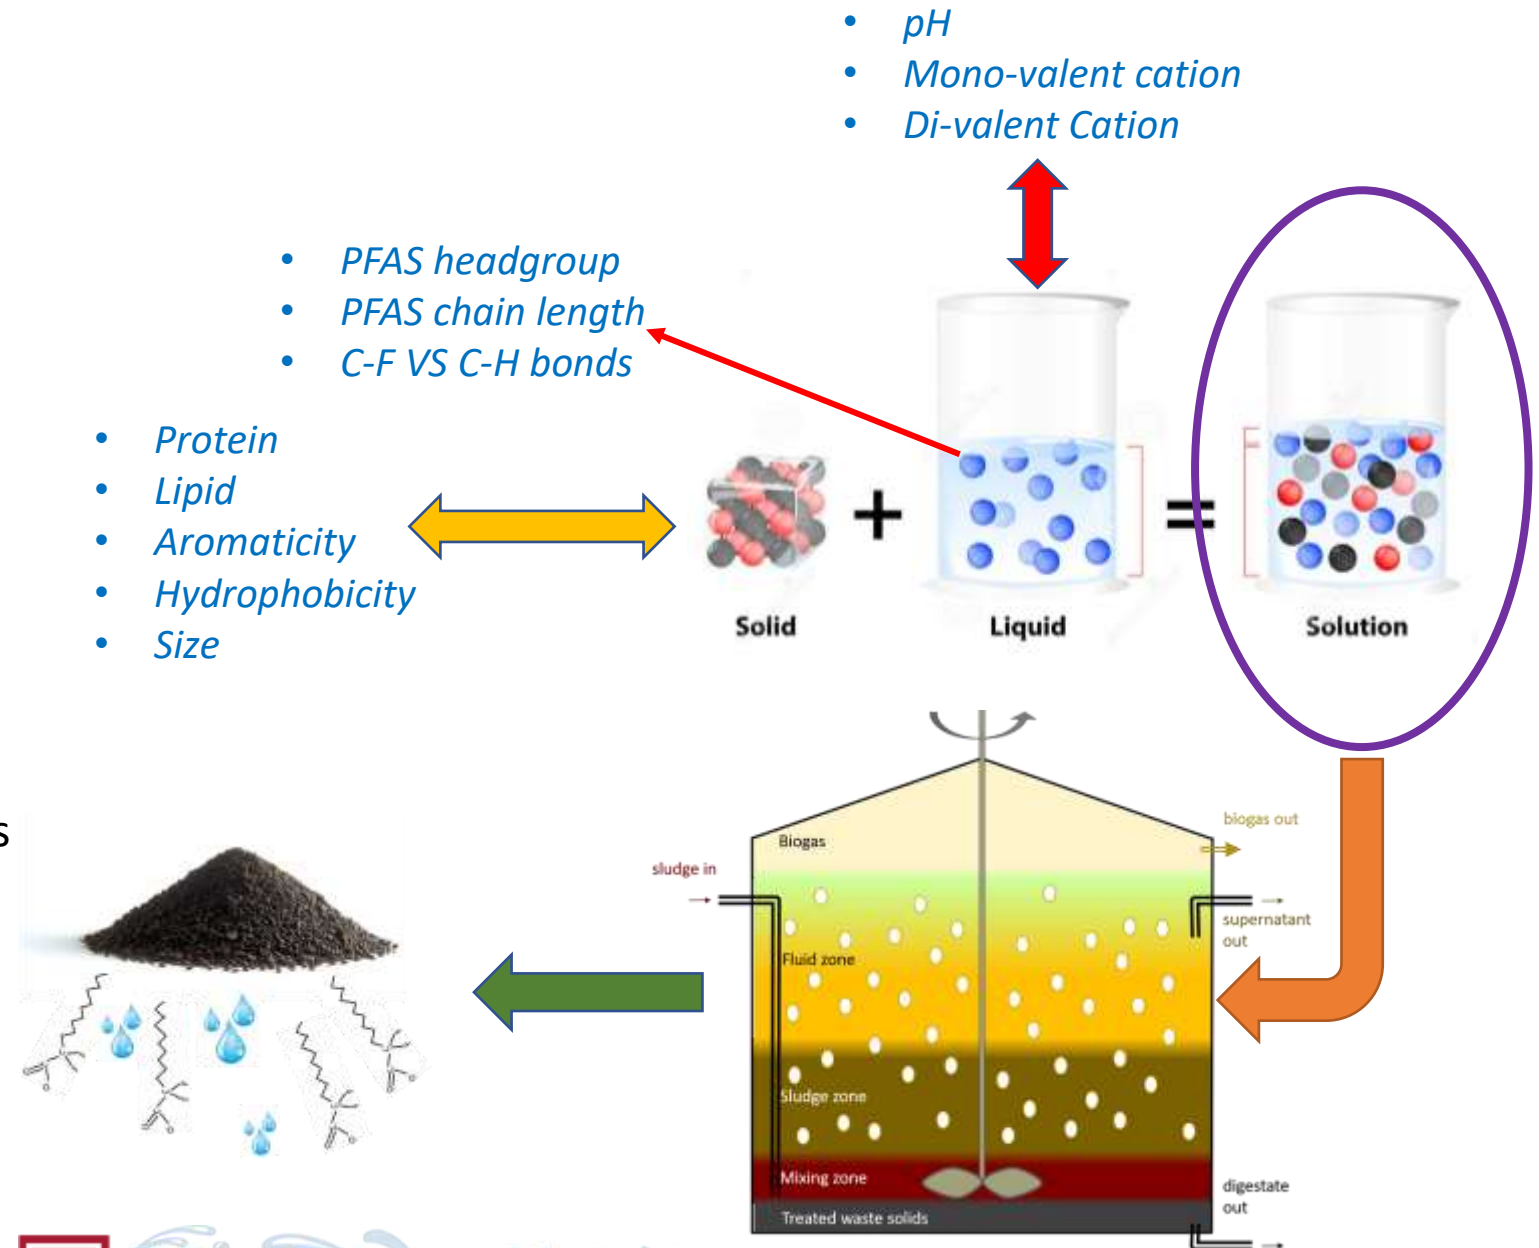 • pH
• Mono-valent cation
• Di-valent Cation
• PFAS headgroup
• PFAS chain length
• C-F VS C-H bonds
• Protein
• Lipid
• Aromaticity
• Hydrophobicity
• Size
+
=
Solid
Liquid
Solution
s
Biogas
biogas out
sludge in
supernatant
out
Fluid zone
Sludge zone
Mixing zone
digestate
out
Treated waste solids